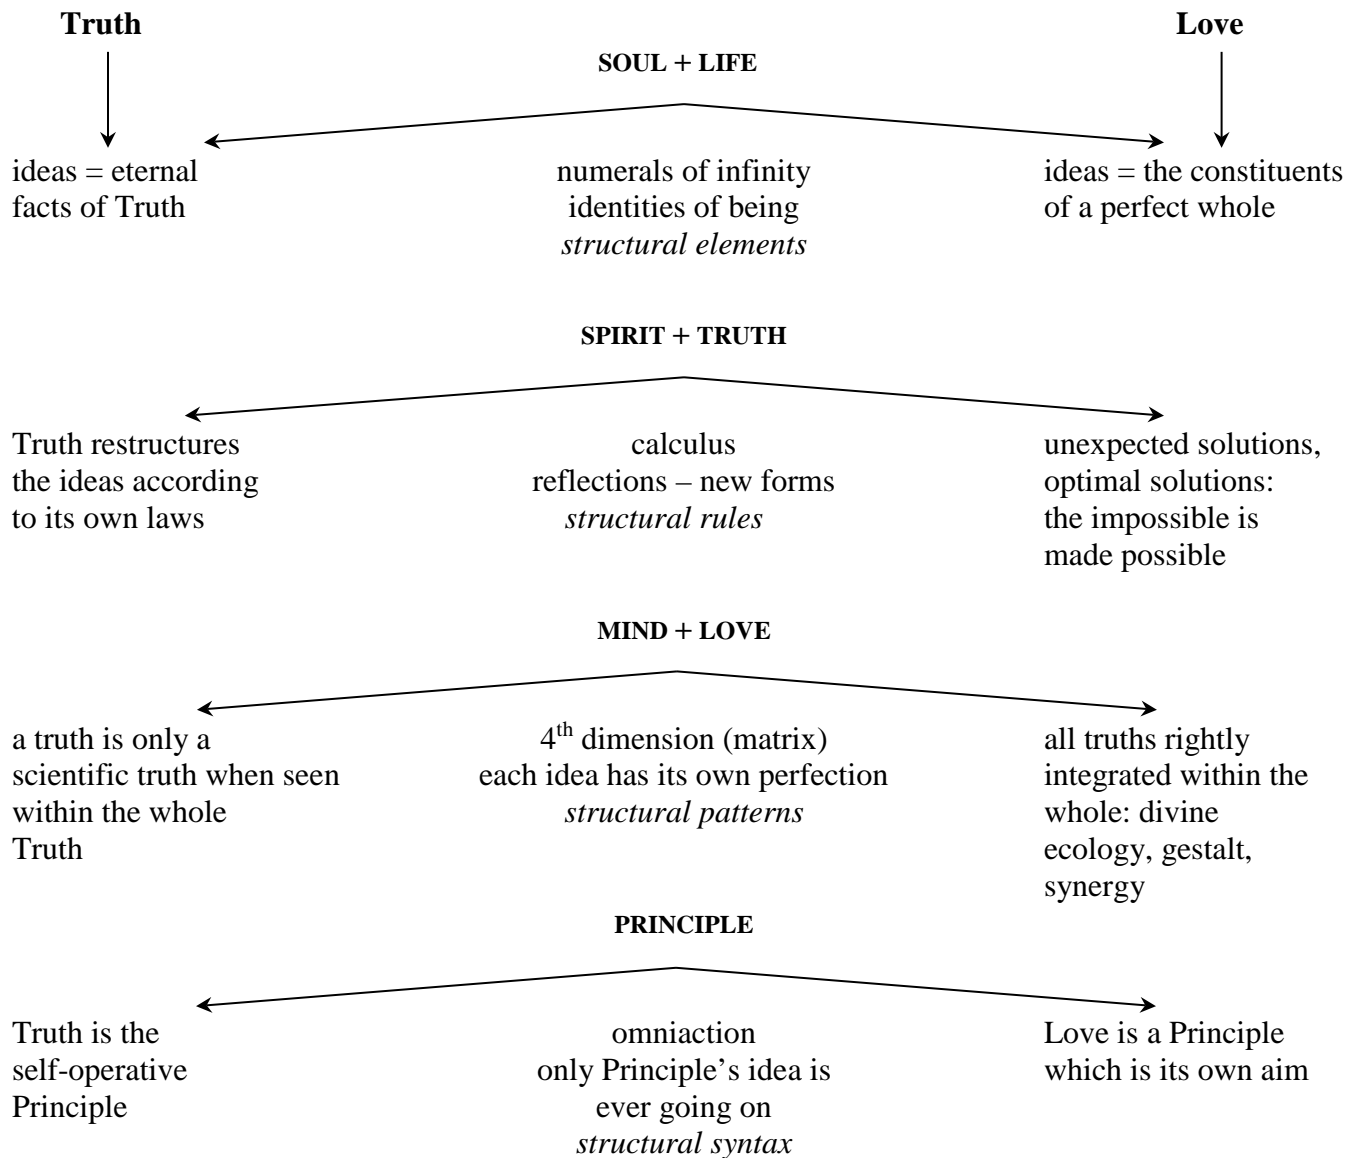 Truth
Love
SOUL + LIFE
ideas = eternal
facts of Truth
numerals of infinity
identities of being
structural elements
ideas = the constituents
of a perfect whole
SPIRIT + TRUTH
Truth restructures
the ideas according
to its own laws
calculus
reflections – new forms
structural rules
unexpected solutions,
optimal solutions:
the impossible is
made possible
MIND + LOVE
a truth is only a
scientific truth when seen
within the whole
Truth
4th dimension (matrix)
each idea has its own perfection
structural patterns
all truths rightly
integrated within the
whole: divine
ecology, gestalt,
synergy
PRINCIPLE
Truth is the
self-operative
Principle
omniaction
only Principle’s idea is
ever going on
structural syntax
Love is a Principle
which is its own aim